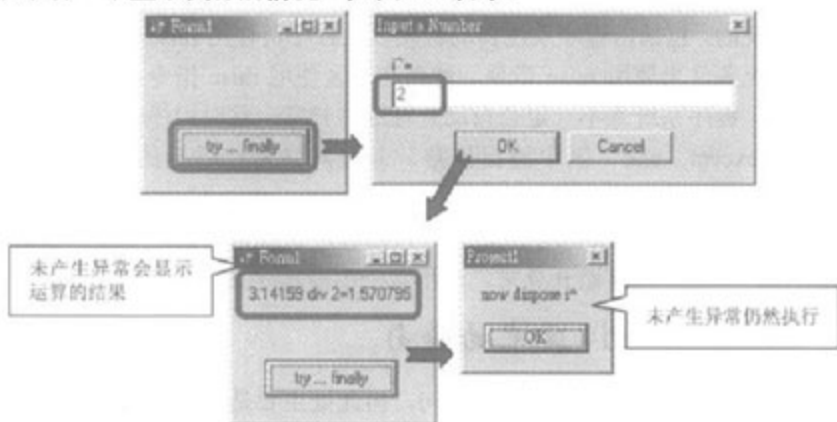 Form1
Input a Number
i^=
2
try ... finally
OK
Cancel
未产生异常会显示
运算的结果
Form1
3.14159 div 2=1.570795
try ... finally
Project1
now dispose i^
OK
未产生异常仍然执行